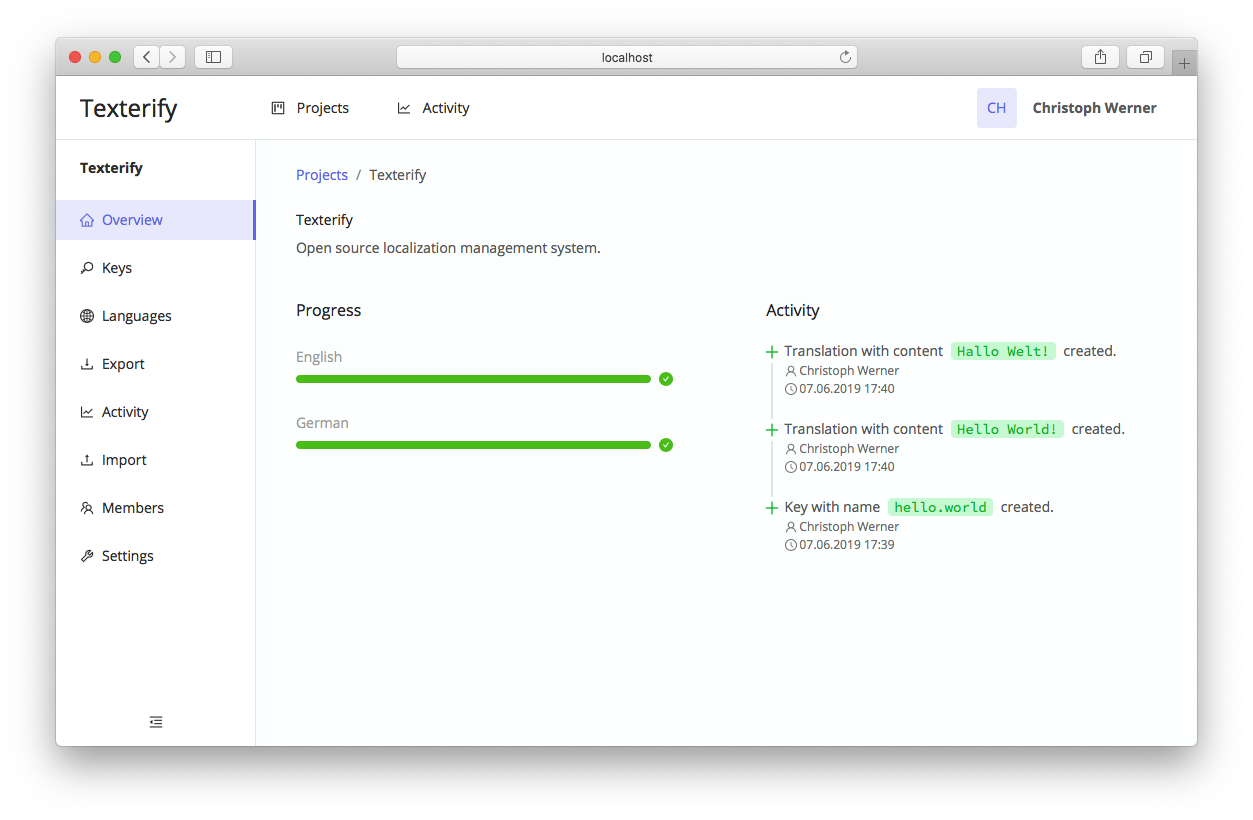 localhost
Texterify
Projects
Activity
CH
Christoph Werner
Texterify
Overview
Keys
Languages
Export
Activity
Import
Members
Settings
Projects / Texterify
Texterify
Open source localization management system.
Progress
English
German
Activity
Translation with content Hallo Welt! created.
Christoph Werner
07.06.2019 17:40
Translation with content Hello World! created.
Christoph Werner
07.06.2019 17:40
Key with name hello.world created.
Christoph Werner
07.06.2019 17:39